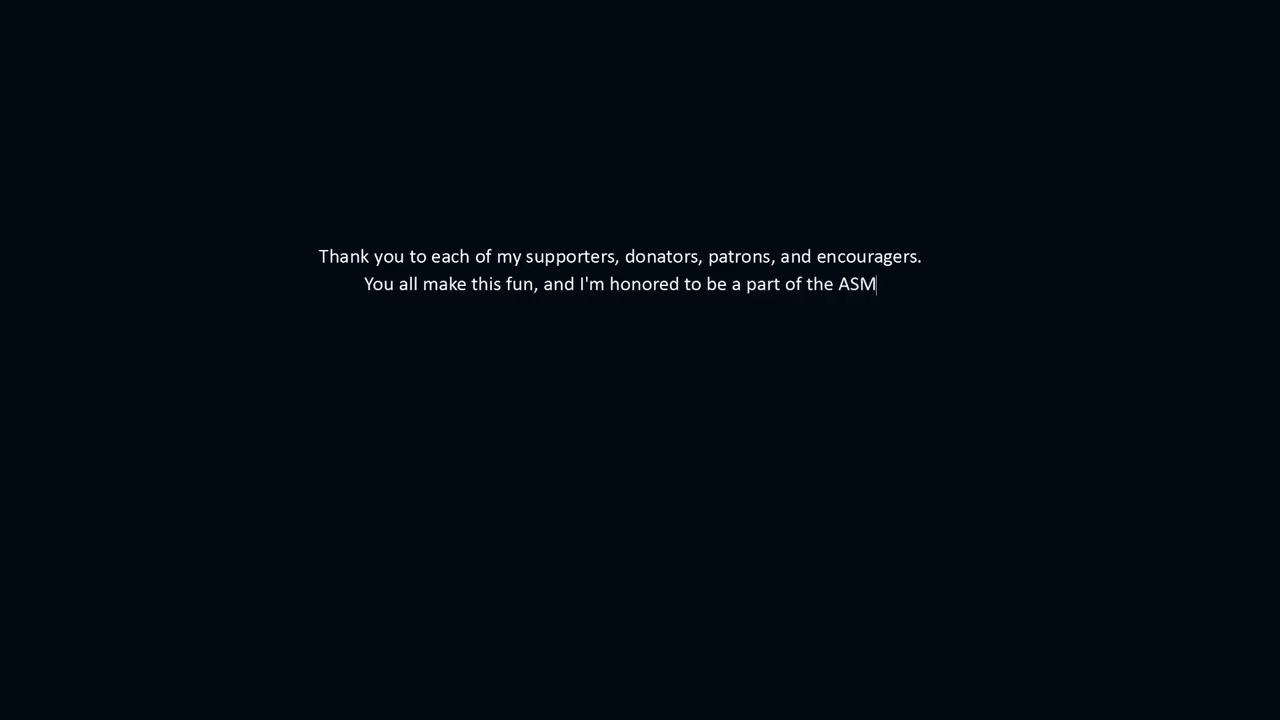 Thank you to each of my supporters, donators, patrons, and encouragers.
You all make this fun, and I'm honored to be a part of the ASM